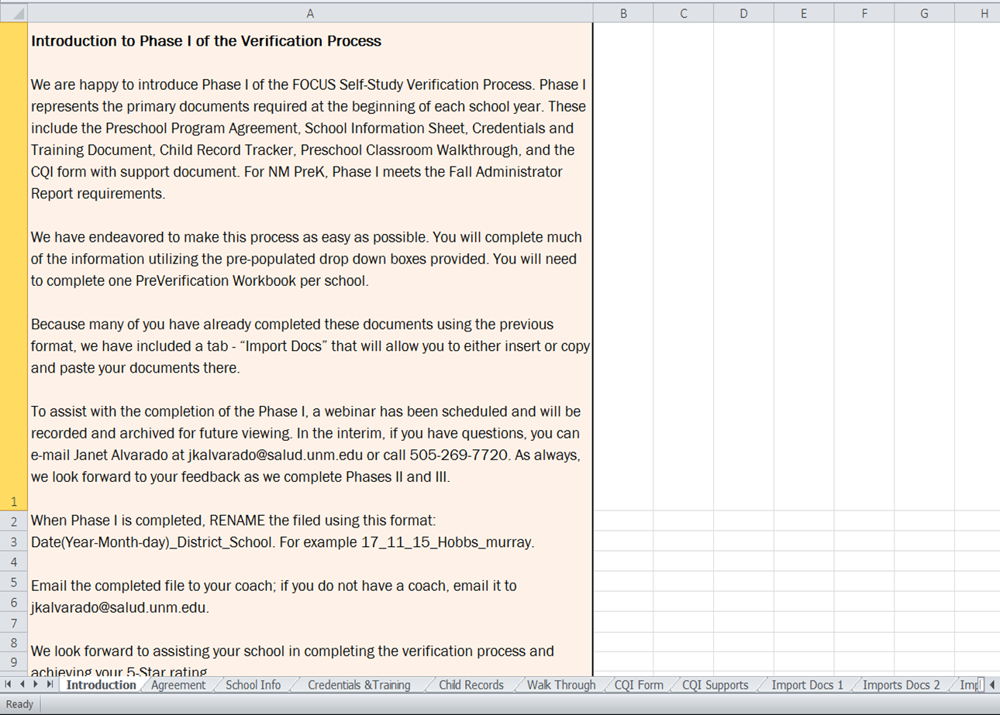 A B C D E F G H
Introduction to Phase I of the Verification Process
We are happy to introduce Phase I of the FOCUS Self-Study Verification Process. Phase I
represents the primary documents required at the beginning of each school year. These
include the Preschool Program Agreement, School Information Sheet, Credentials and
Training Document, Child Record Tracker, Preschool Classroom Walkthrough, and the
CQI form with support document. For NM PreK, Phase I meets the Fall Administrator
Report requirements.
We have endeavored to make this process as easy as possible. You will complete much
of the information utilizing the pre-populated drop down boxes provided. You will need
to complete one PreVerification Workbook per school.
Because many of you have already completed these documents using the previous
format, we have included a tab - “Import Docs” that will allow you to either insert or copy
and paste your documents there.
To assist with the completion of the Phase I, a webinar has been scheduled and will be
recorded and archived for future viewing. In the interim, if you have questions, you can
e-mail Janet Alvarado at jkalvarado@salud.unm.edu or call 505-269-7720. As always,
we look forward to your feedback as we complete Phases II and III.
1
2 When Phase I is completed, RENAME the filed using this format:
3 Date(Year-Month-day)_District_School. For example 17_11_15_Hobbs_murray.
4
5 Email the completed file to your coach; if you do not have a coach, email it to
6 jkalvarado@salud.unm.edu.
7
8 We look forward to assisting your school in completing the verification process and
9 achieving your 5-Star rating
Introduction Agreement School Info Credentials &Training Child Records Walk Through CQI Form CQI Supports Import Docs 1 Imports Docs 2 Imp
Ready